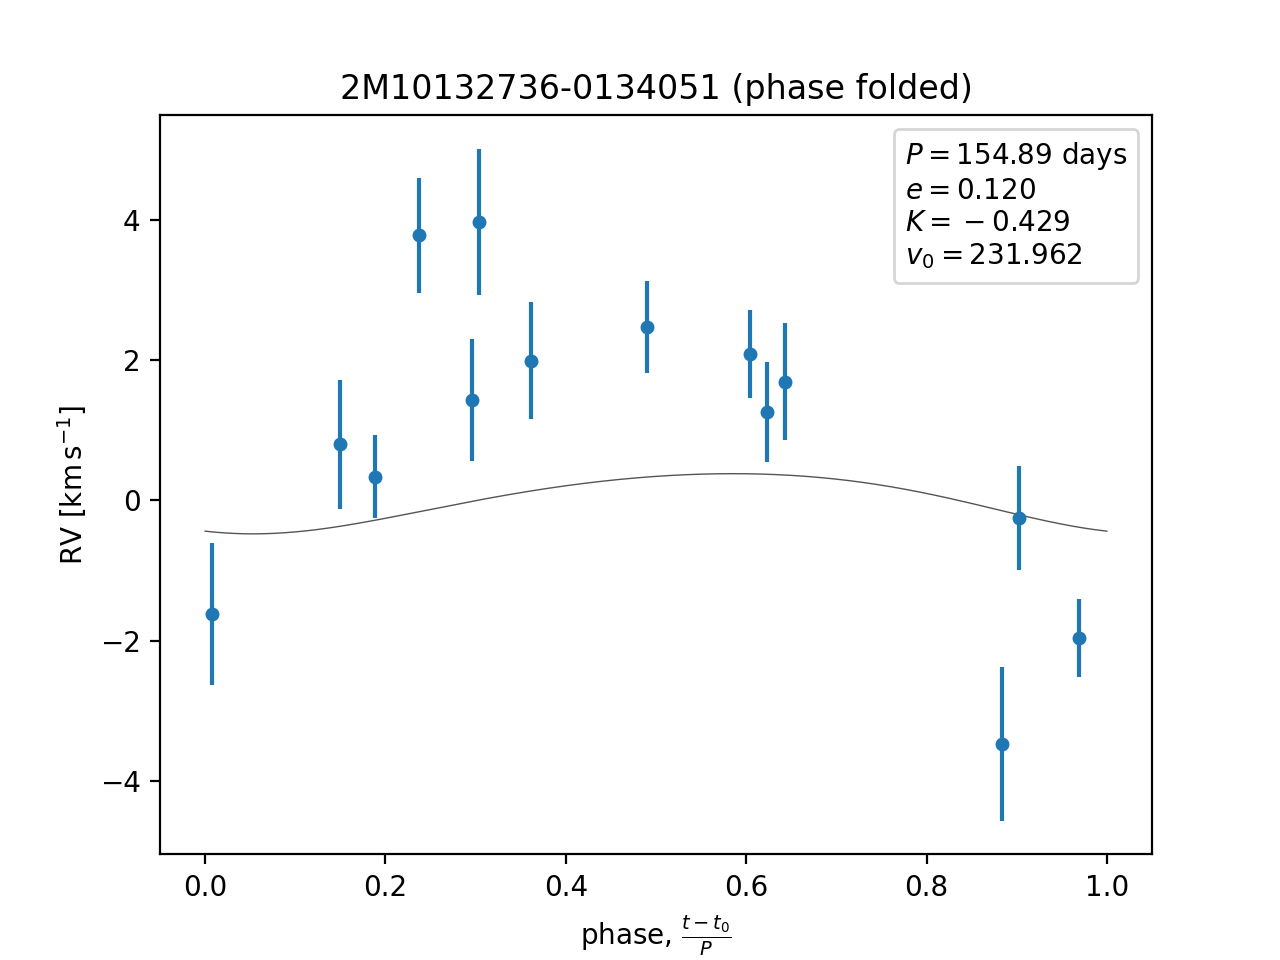 2M10132736-0134051 (phase folded)
P = 154.89 days
e = 0.120
K = −0.429
v₀ = 231.962
4
2
0
−2
−4
RV [km s⁻¹]
0.0 0.2 0.4 0.6 0.8 1.0
phase, (t − t₀)/P